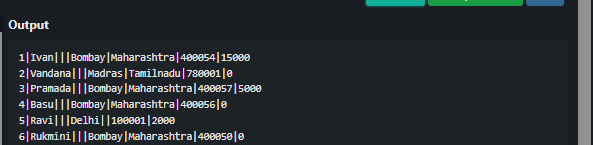 Output
1|Ivan|||Bombay|Maharashtra|400054|15000
2|Vandana|||Madras|Tamilnadu|780001|0
3|Pramada|||Bombay|Maharashtra|400057|5000
4|Basu|||Bombay|Maharashtra|400056|0
5|Ravi|||Delhi||100001|2000
6|Rukmini|||Bombay|Maharashtra|400050|0